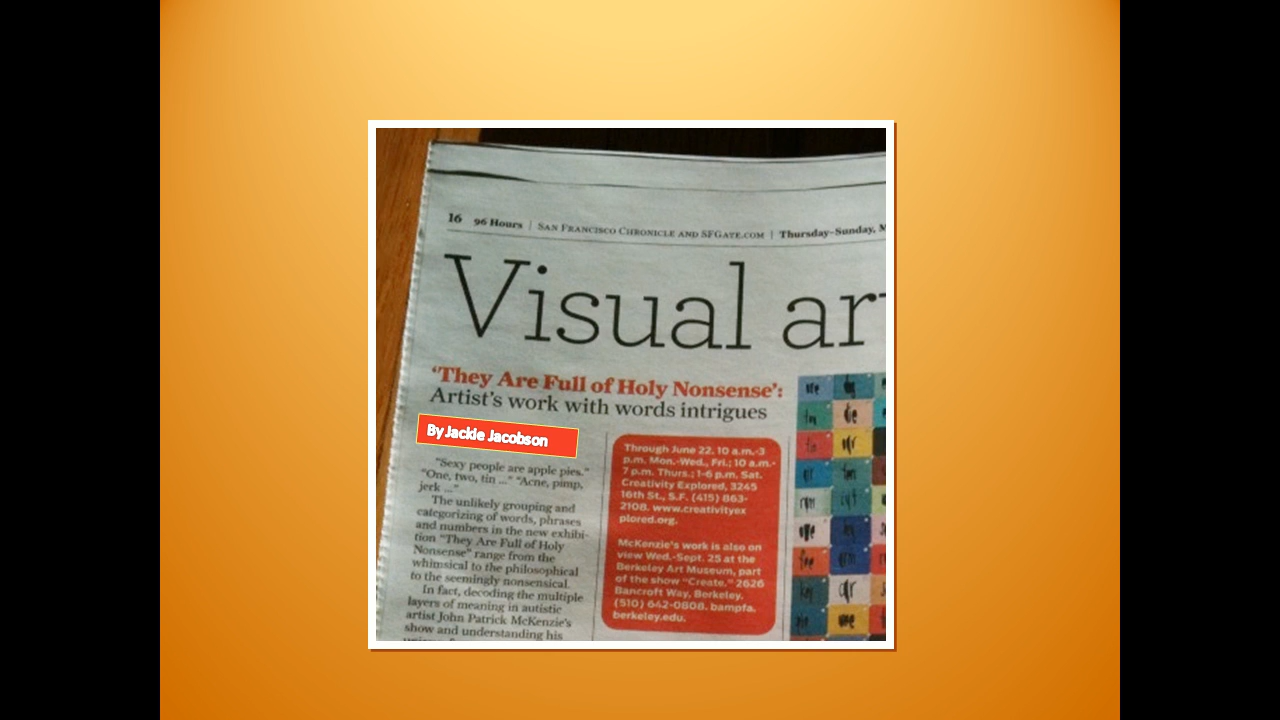 16 96 Hours | San Francisco Chronicle and SFGate.com | Thursday-Sunday,
Visual
'They Are Full of Holy Nonsense':
Artist's work with words intrigues
By Jackie Jacobson
"Sexy people are apple pies."
"One, two, tin ..." "Acne, pimp,
jerk ..."
The unlikely grouping and
categorizing of words, phrases
and numbers in the new exhibi-
tion "They Are Full of Holy
Nonsense" range from the
whimsical to the philosophical
to the seemingly nonsensical.
In fact, decoding the multiple
layers of meaning in autistic
artist John Patrick McKenzie's
show and understanding his
Through June 22. 10 a.m.-3
p.m. Mon.-Wed., Fri.; 10 a.m.-
7 p.m. Thurs.; 1-6 p.m. Sat.
Creativity Explored, 3245
16th St., S.F. (415) 863-
2108. www.creativityex
plored.org.
McKenzie's work is also on
view Wed.-Sept. 25 at the
Berkeley Art Museum, part
of the show "Create." 2626
Bancroft Way, Berkeley.
(510) 642-0808. bampfa.
berkeley.edu.